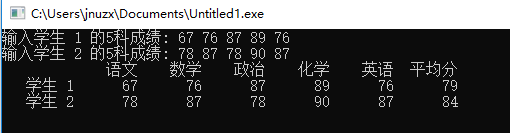 C:\Users\jnuzx\Documents\Untitled1.exe
输入学生 1 的5科成绩: 67 76 87 89 76
输入学生 2 的5科成绩: 78 87 78 90 87
语文 数学 政治 化学 英语 平均分
学生 1 67 76 87 89 76 79
学生 2 78 87 78 90 87 84